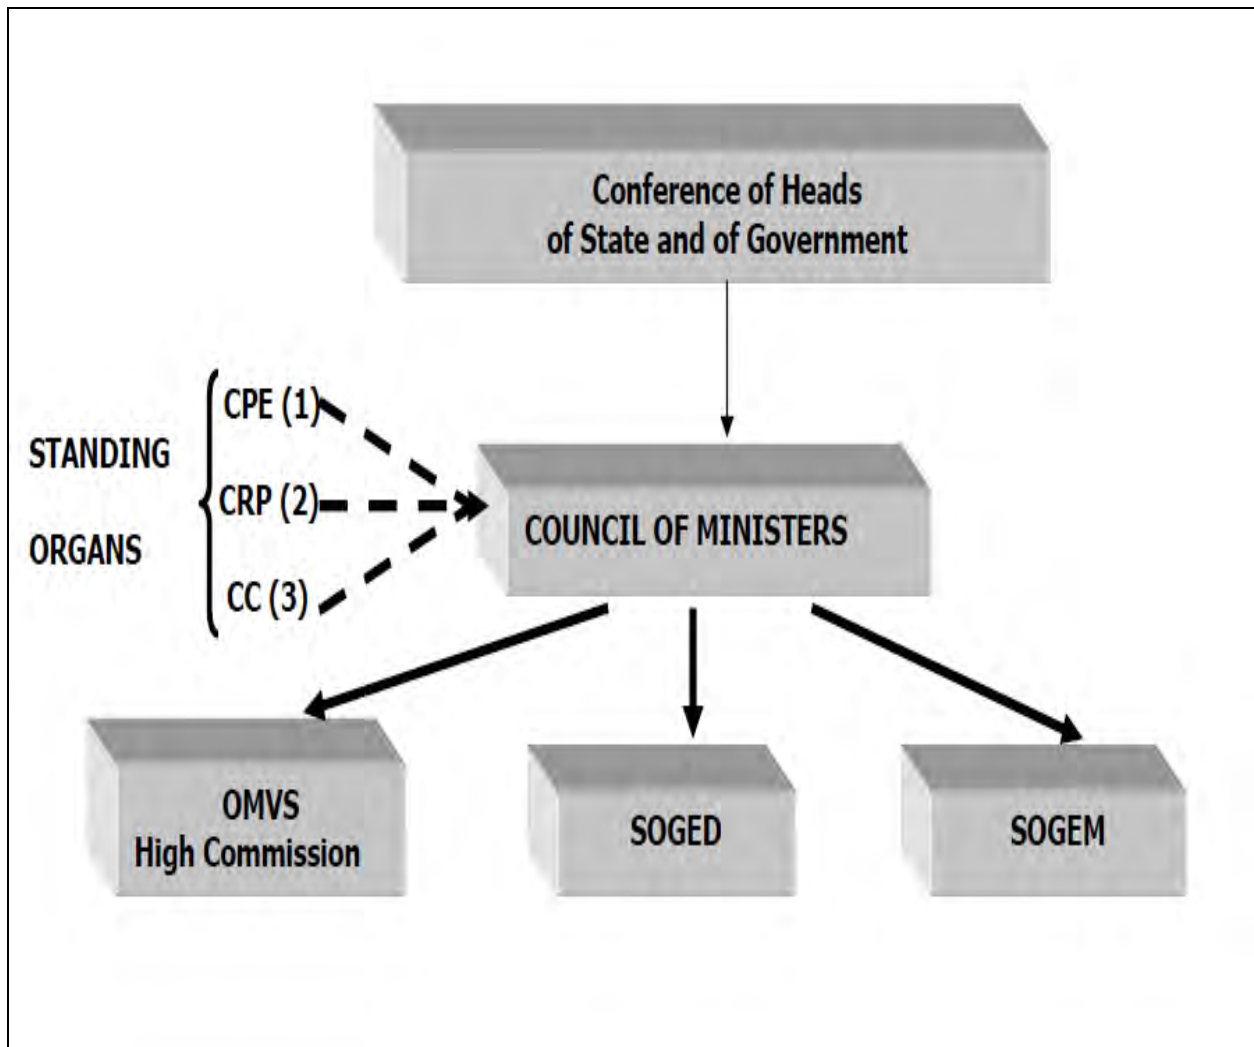 Conference of Heads
of State and of Government
STANDING
ORGANS
CPE (1)
CRP (2)
CC (3)
COUNCIL OF MINISTERS
OMVS
High Commission
SOGED
SOGEM